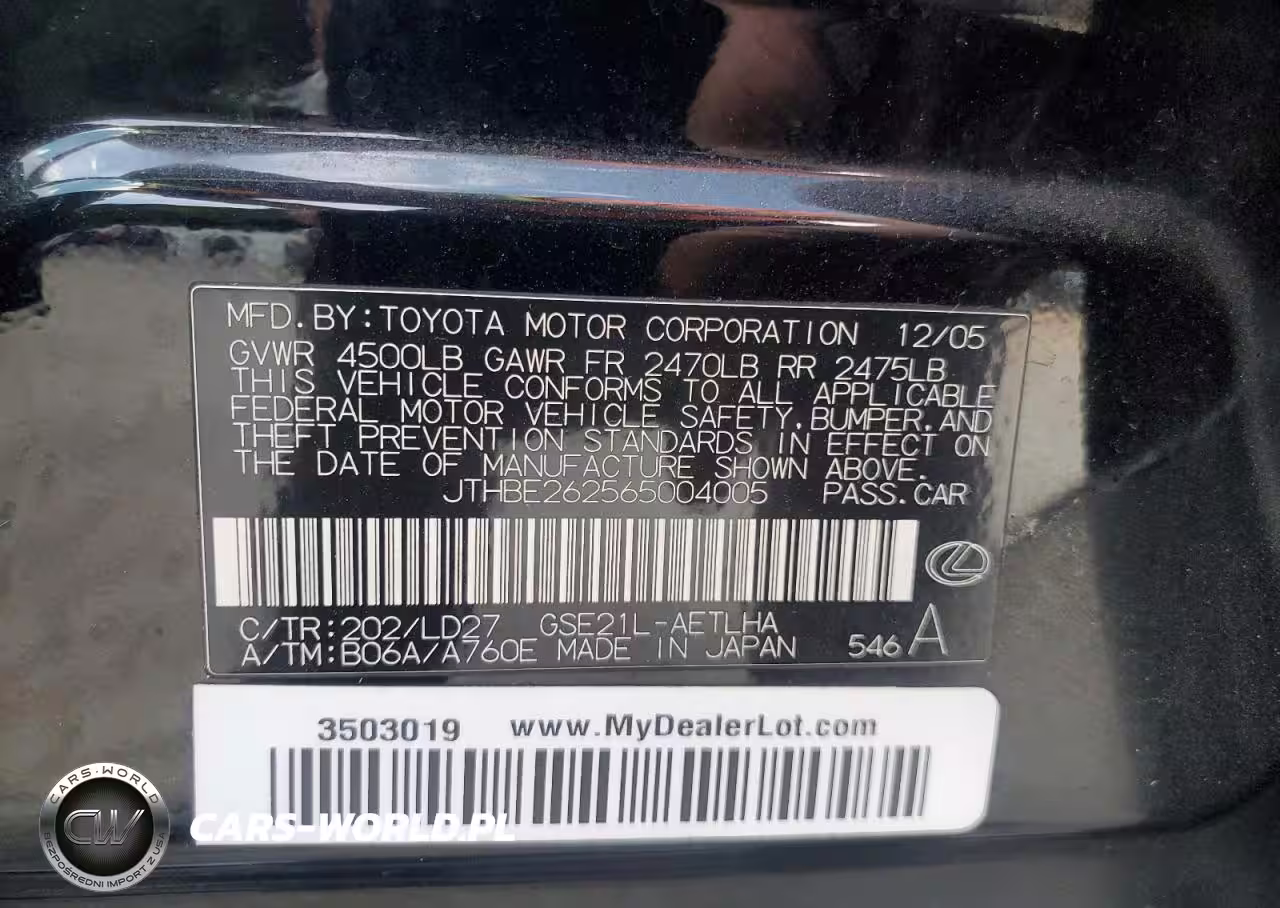 MFD. BY: TOYOTA MOTOR CORPORATION 12/05
GVWR 4500LB GAWR FR 2470LB RR 2475LB
THIS VEHICLE CONFORMS TO ALL APPLICABLE
FEDERAL MOTOR VEHICLE SAFETY, BUMPER, AND
THEFT PREVENTION STANDARDS IN EFFECT ON
THE DATE OF MANUFACTURE SHOWN ABOVE.
JTHBE262565004005 PASS. CAR
C/TR: 202/LD27 GSE21L-AETLHA
A/TM: B06A/A760E MADE IN JAPAN 546 A
3503019 www.MyDealerLot.com
CARS-WORLD.PL
CARS-WORLD
CW
BEZPOŚREDNI IMPORT Z USA